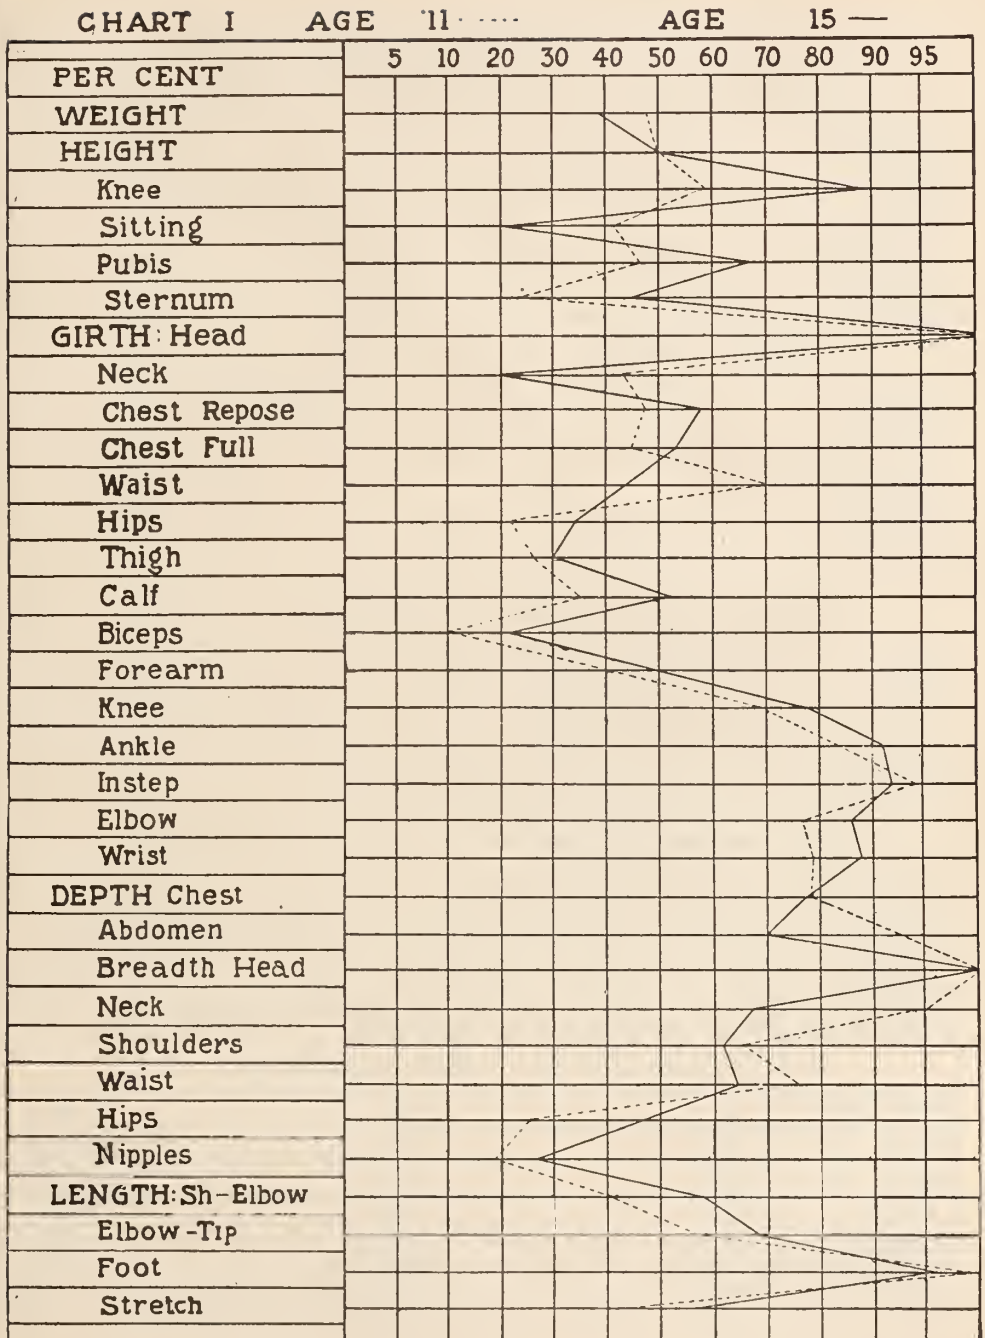 CHART I AGE 11 ..... AGE 15 —
5 10 20 30 40 50 60 70 80 90 95
PER CENT
WEIGHT
HEIGHT
Knee
Sitting
Pubis
Sternum
GIRTH: Head
Neck
Chest Repose
Chest Full
Waist
Hips
Thigh
Calf
Biceps
Forearm
Knee
Ankle
Instep
Elbow
Wrist
DEPTH Chest
Abdomen
Breadth Head
Neck
Shoulders
Waist
Hips
Nipples
LENGTH: Sh-Elbow
Elbow-Tip
Foot
Stretch